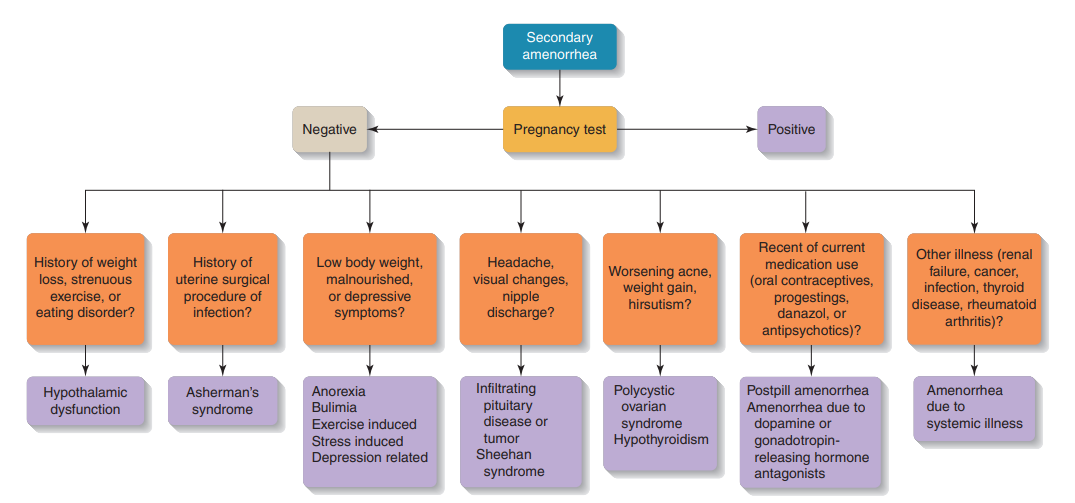 Secondary
amenorrhea
Negative
Pregnancy test
Positive
History of weight
loss, strenuous
exercise, or
eating disorder?
History of
uterine surgical
procedure of
infection?
Low body weight,
malnourished,
or depressive
symptoms?
Headache,
visual changes,
nipple
discharge?
Worsening acne,
weight gain,
hirsutism?
Recent of current
medication use
(oral contraceptives,
progestings,
danazol, or
antipsychotics)?
Other illness (renal
failure, cancer,
infection, thyroid
disease, rheumatoid
arthritis)?
Hypothalamic
dysfunction
Asherman's
syndrome
Anorexia
Bulimia
Exercise induced
Stress induced
Depression related
Infiltrating
pituitary
disease or
tumor
Sheehan
syndrome
Polycystic
ovarian
syndrome
Hypothyroidism
Postpill amenorrhea
Amenorrhea due to
dopamine or
gonadotropin-
releasing hormone
antagonists
Amenorrhea
due to
systemic illness